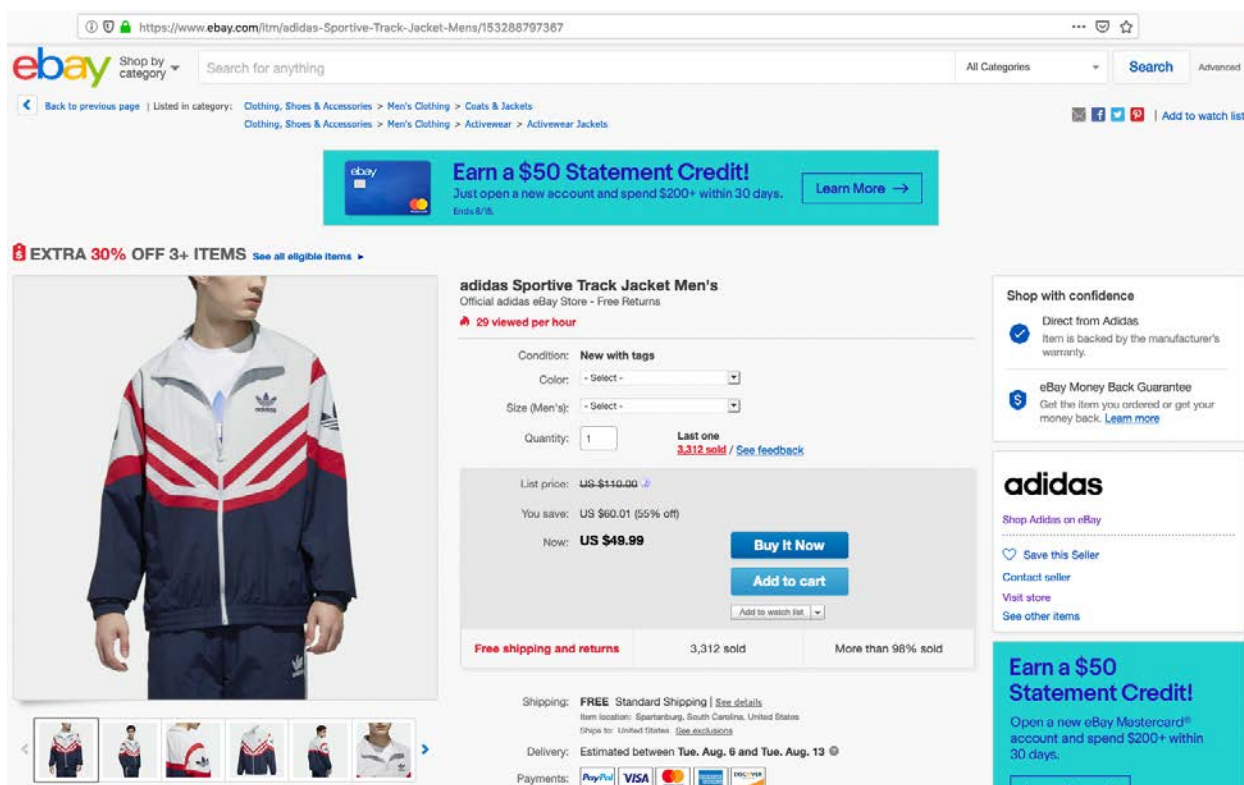 https://www.ebay.com/itm/adidas-Sportive-Track-Jacket-Mens/153288797367
ebay
Shop by category
Search for anything
All Categories
Search
Advanced
Back to previous page | Listed in category: Clothing, Shoes & Accessories > Men's Clothing > Coats & Jackets
Clothing, Shoes & Accessories > Men's Clothing > Activewear > Activewear Jackets
Add to watch list
ebay
Earn a $50 Statement Credit!
Just open a new account and spend $200+ within 30 days.
Ends 8/15.
Learn More →
EXTRA 30% OFF 3+ ITEMS See all eligible items
adidas
adidas Sportive Track Jacket Men's
Official adidas eBay Store - Free Returns
29 viewed per hour
Condition: New with tags
Color: - Select -
Size (Men's): - Select -
Quantity: 1
Last one
3,312 sold / See feedback
List price: US $110.00
You save: US $60.01 (55% off)
Now: US $49.99
Buy It Now
Add to cart
Add to watch list
Free shipping and returns
3,312 sold
More than 98% sold
Shipping: FREE Standard Shipping | See details
Item location: Spartanburg, South Carolina, United States
Ships to: United States See exclusions
Delivery: Estimated between Tue. Aug. 6 and Tue. Aug. 13
Payments: PayPal VISA DISCOVER
Shop with confidence
Direct from Adidas
Item is backed by the manufacturer's
warranty.
eBay Money Back Guarantee
Get the item you ordered or get your
money back. Learn more
adidas
Shop Adidas on eBay
Save this Seller
Contact seller
Visit store
See other items
Earn a $50
Statement Credit!
Open a new eBay Mastercard®
account and spend $200+ within
30 days.